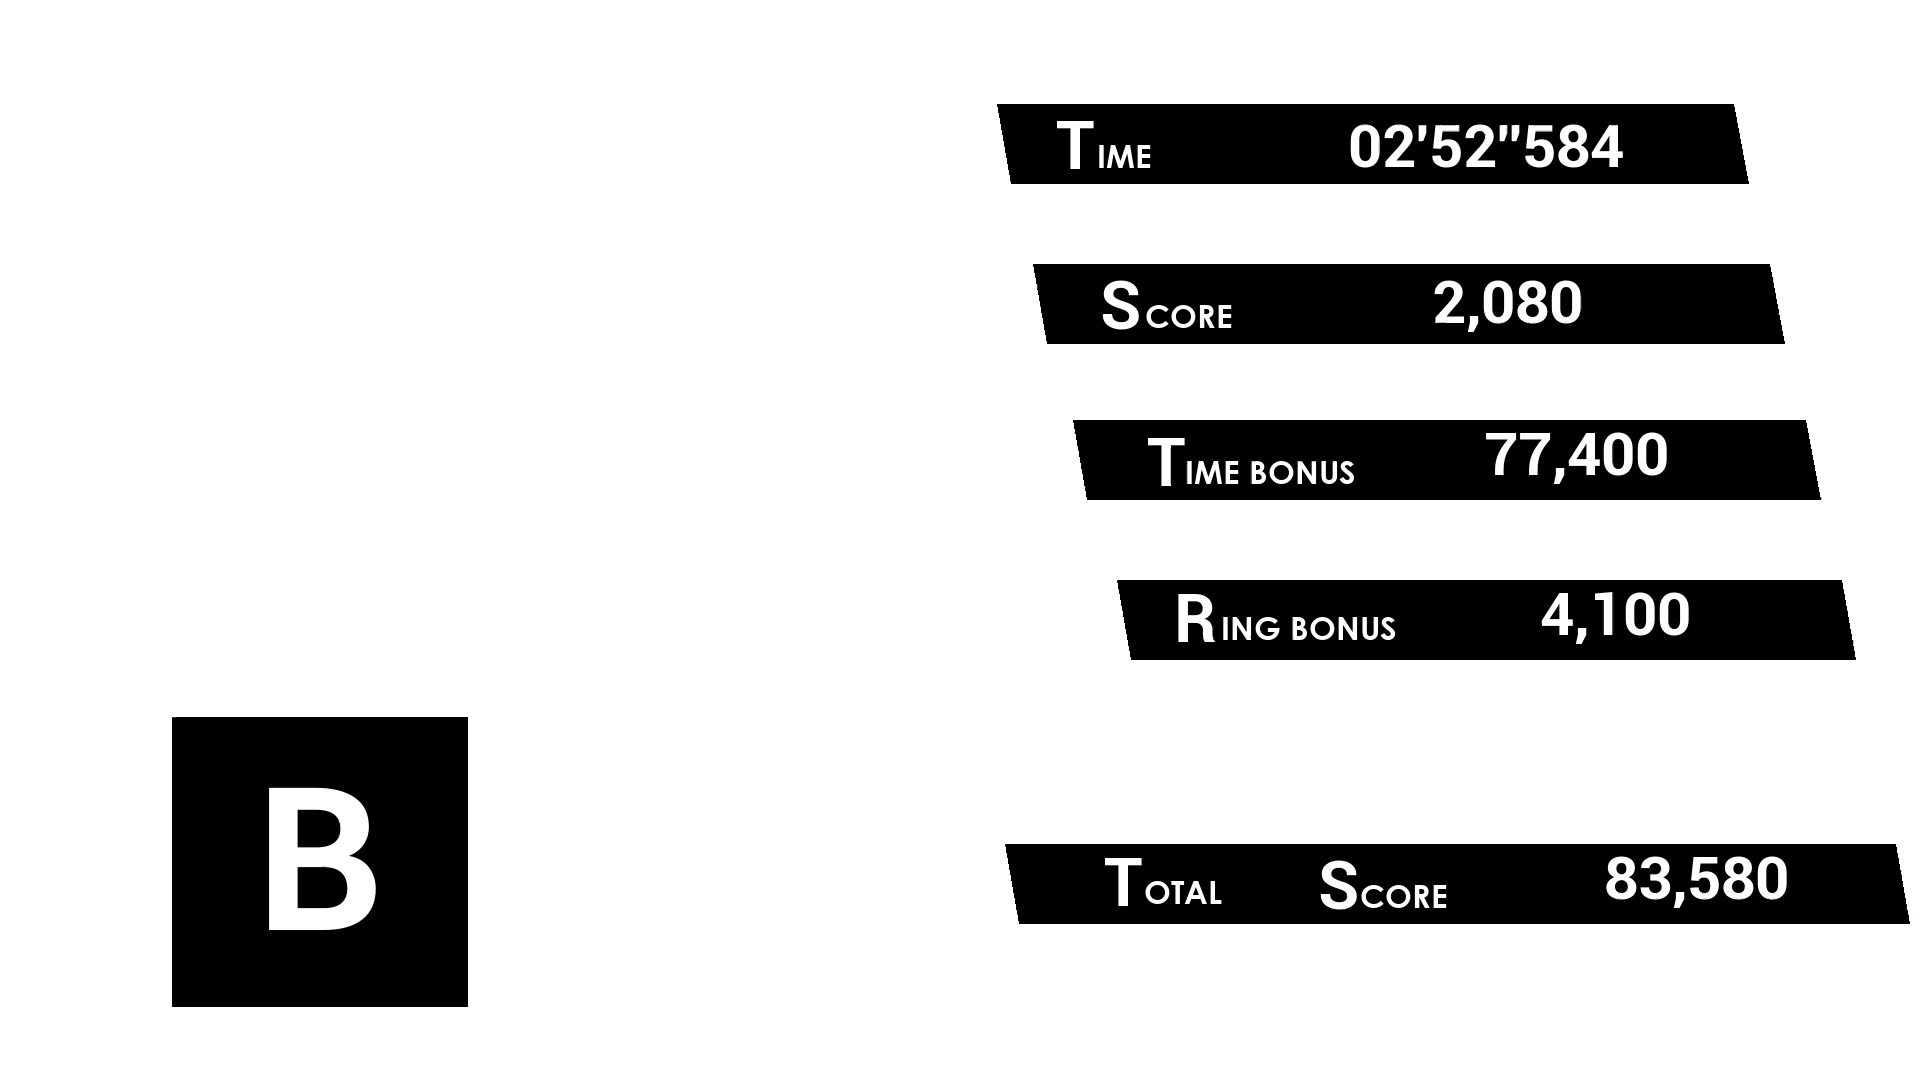 TIME 02'52"584
SCORE 2,080
TIME BONUS 77,400
RING BONUS 4,100
B
TOTAL SCORE 83,580